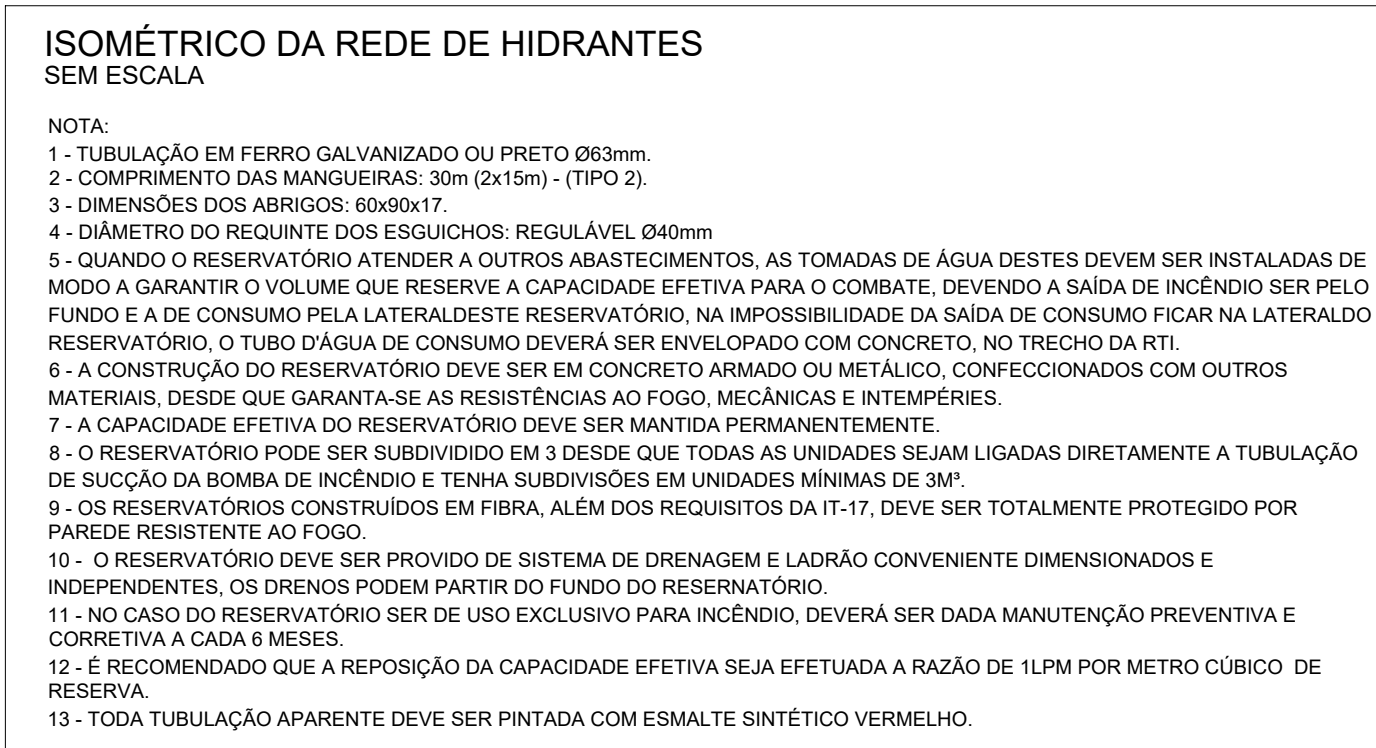 ISOMÉTRICO DA REDE DE HIDRANTES
SEM ESCALA
NOTA:
1 - TUBULAÇÃO EM FERRO GALVANIZADO OU PRETO Ø63mm.
2 - COMPRIMENTO DAS MANGUEIRAS: 30m (2x15m) - (TIPO 2).
3 - DIMENSÕES DOS ABRIGOS: 60x90x17.
4 - DIÂMETRO DO REQUINTE DOS ESGUICHOS: REGULÁVEL Ø40mm
5 - QUANDO O RESERVATÓRIO ATENDER A OUTROS ABASTECIMENTOS, AS TOMADAS DE ÁGUA DESTES DEVEM SER INSTALADAS DE
MODO A GARANTIR O VOLUME QUE RESERVE A CAPACIDADE EFETIVA PARA O COMBATE, DEVENDO A SAÍDA DE INCÊNDIO SER PELO
FUNDO E A DE CONSUMO PELA LATERALDESTE RESERVATÓRIO, NA IMPOSSIBILIDADE DA SAÍDA DE CONSUMO FICAR NA LATERALDO
RESERVATÓRIO, O TUBO D'ÁGUA DE CONSUMO DEVERÁ SER ENVELOPADO COM CONCRETO, NO TRECHO DA RTI.
6 - A CONSTRUÇÃO DO RESERVATÓRIO DEVE SER EM CONCRETO ARMADO OU METÁLICO, CONFECCIONADOS COM OUTROS
MATERIAIS, DESDE QUE GARANTA-SE AS RESISTÊNCIAS AO FOGO, MECÂNICAS E INTEMPÉRIES.
7 - A CAPACIDADE EFETIVA DO RESERVATÓRIO DEVE SER MANTIDA PERMANENTEMENTE.
8 - O RESERVATÓRIO PODE SER SUBDIVIDIDO EM 3 DESDE QUE TODAS AS UNIDADES SEJAM LIGADAS DIRETAMENTE A TUBULAÇÃO
DE SUCÇÃO DA BOMBA DE INCÊNDIO E TENHA SUBDIVISÕES EM UNIDADES MÍNIMAS DE 3M³.
9 - OS RESERVATÓRIOS CONSTRUÍDOS EM FIBRA, ALÉM DOS REQUISITOS DA IT-17, DEVE SER TOTALMENTE PROTEGIDO POR
PAREDE RESISTENTE AO FOGO.
10 - O RESERVATÓRIO DEVE SER PROVIDO DE SISTEMA DE DRENAGEM E LADRÃO CONVENIENTE DIMENSIONADOS E
INDEPENDENTES, OS DRENOS PODEM PARTIR DO FUNDO DO RESERNATÓRIO.
11 - NO CASO DO RESERVATÓRIO SER DE USO EXCLUSIVO PARA INCÊNDIO, DEVERÁ SER DADA MANUTENÇÃO PREVENTIVA E
CORRETIVA A CADA 6 MESES.
12 - É RECOMENDADO QUE A REPOSIÇÃO DA CAPACIDADE EFETIVA SEJA EFETUADA A RAZÃO DE 1LPM POR METRO CÚBICO DE
RESERVA.
13 - TODA TUBULAÇÃO APARENTE DEVE SER PINTADA COM ESMALTE SINTÉTICO VERMELHO.